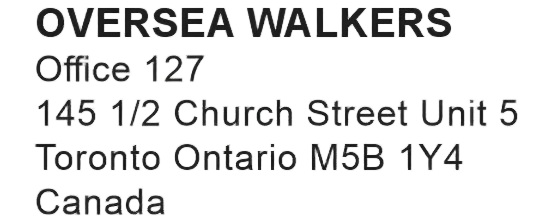 OVERSEA WALKERS
Office 127
145 1/2 Church Street Unit 5
Toronto Ontario M5B 1Y4
Canada